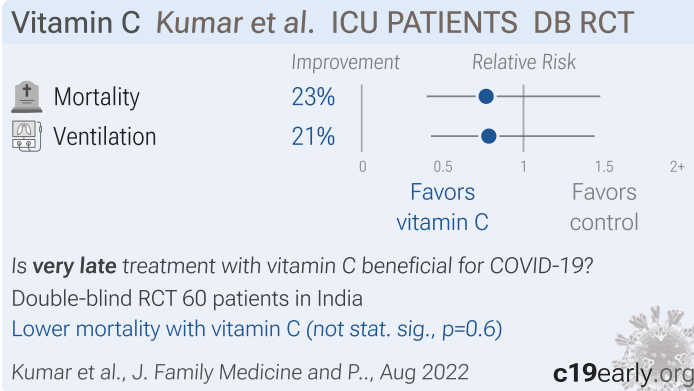 Vitamin C Kumar et al. ICU PATIENTS DB RCT
Improvement Relative Risk
Mortality 23%
Ventilation 21%
0 0.5 1 1.5 2+
Favors vitamin C
Favors control
Is very late treatment with vitamin C beneficial for COVID-19?
Double-blind RCT 60 patients in India
Lower mortality with vitamin C (not stat. sig., p=0.6)
Kumar et al., J. Family Medicine and P.., Aug 2022 c19early.org